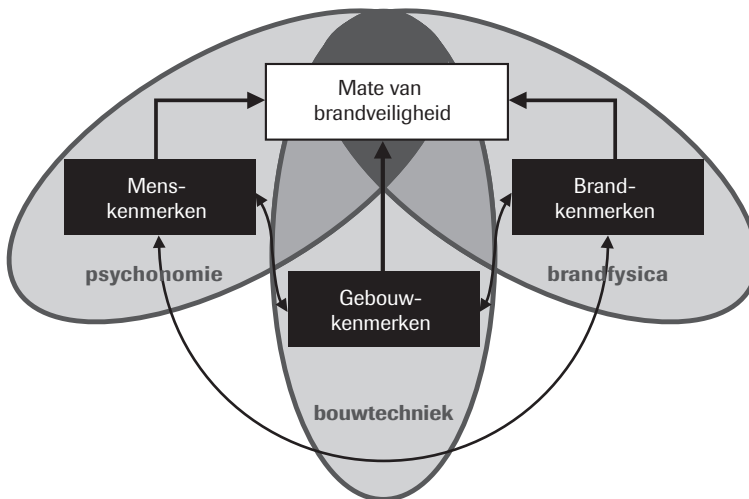 Mate van
brandveiligheid
Mens-
kenmerken
Brand-
kenmerken
psychonomie
brandfysica
Gebouw-
kenmerken
bouwtechniek